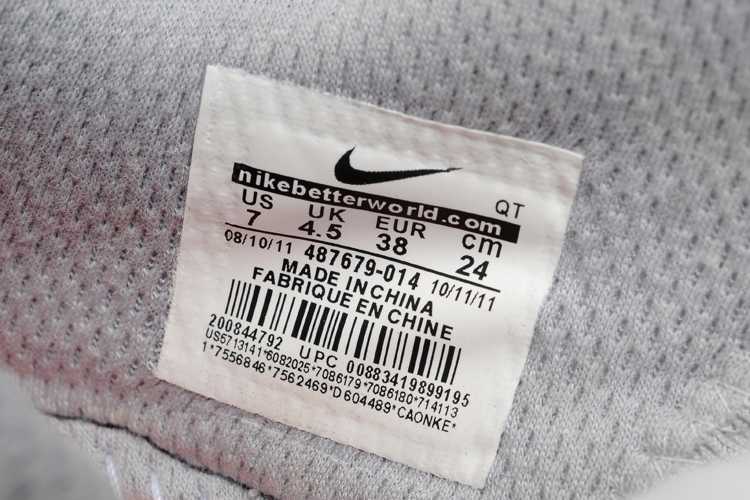 nikebetterworld.com
QT
US UK EUR cm
7 4.5 38 24
08/10/11 487679-014 10/11/11
MADE IN CHINA
FABRIQUE EN CHINE
200844792 UPC 00883419899195
US5713141*6082025*7086179*7086180*714113
1*7556846*7562469*D604489*CAONKE*